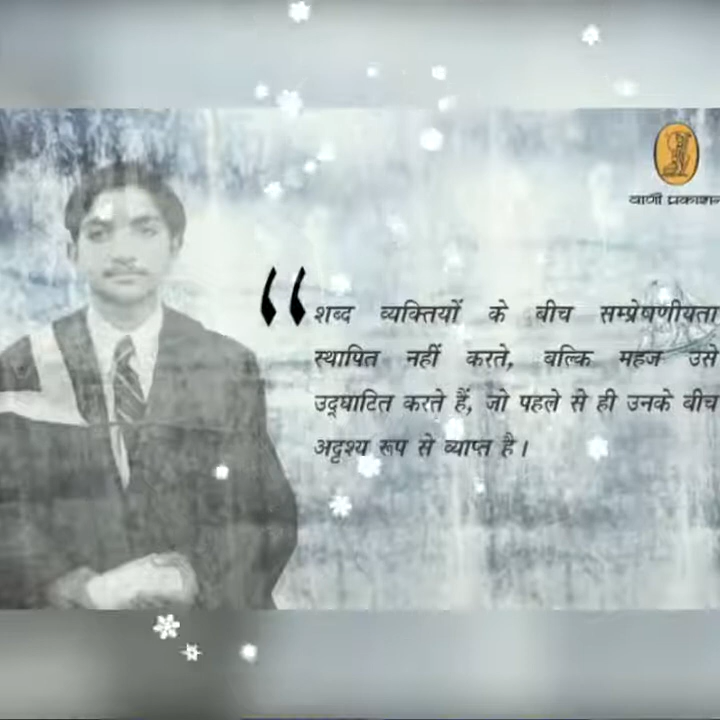 वाणी प्रकाशन
“शब्द व्यक्तियों के बीच सम्प्रेषणीयता
स्थापित नहीं करते, बल्कि महज उसे
उद्घाटित करते हैं, जो पहले से ही उनके बीच
अदृश्य रूप से व्याप्त है।